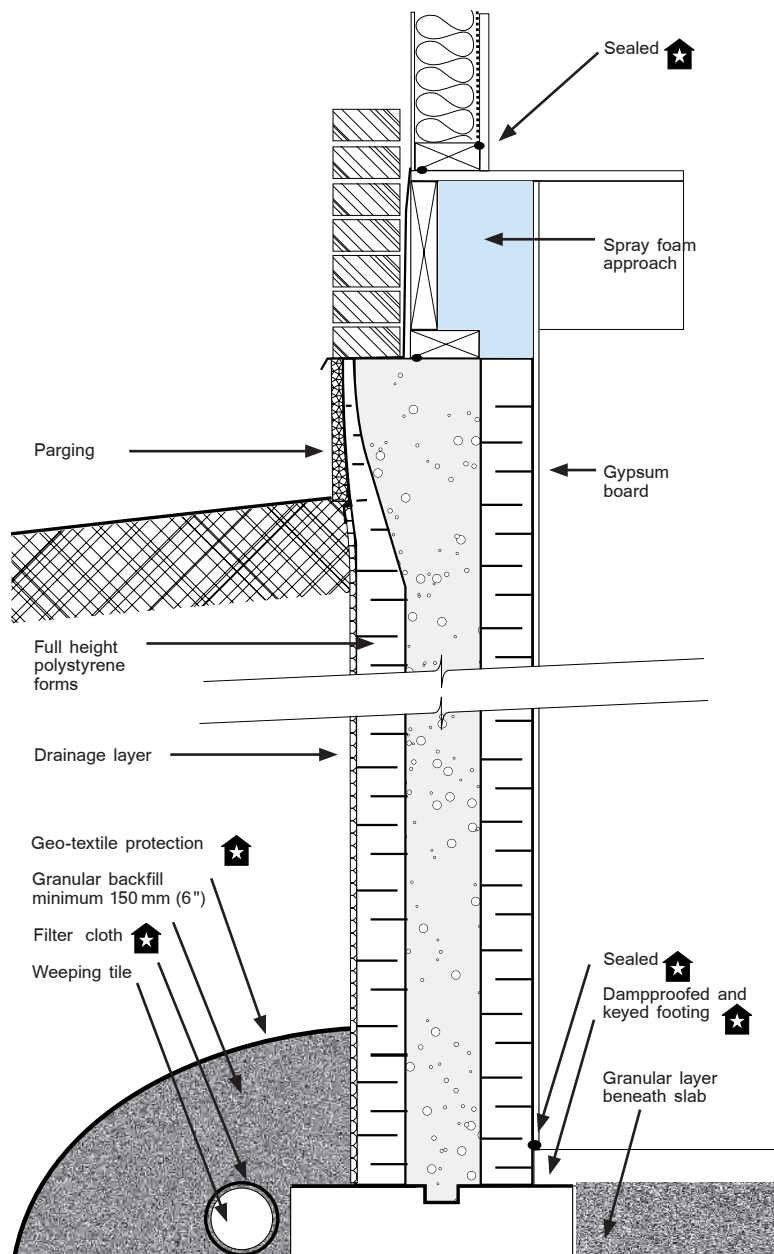 Sealed
Spray foam
approach
Parging
Gypsum
board
Full height
polystyrene
forms
Drainage layer
Geo-textile protection
Granular backfill
minimum 150 mm (6")
Filter cloth
Weeping tile
Sealed
Dampproofed and
keyed footing
Granular layer
beneath slab